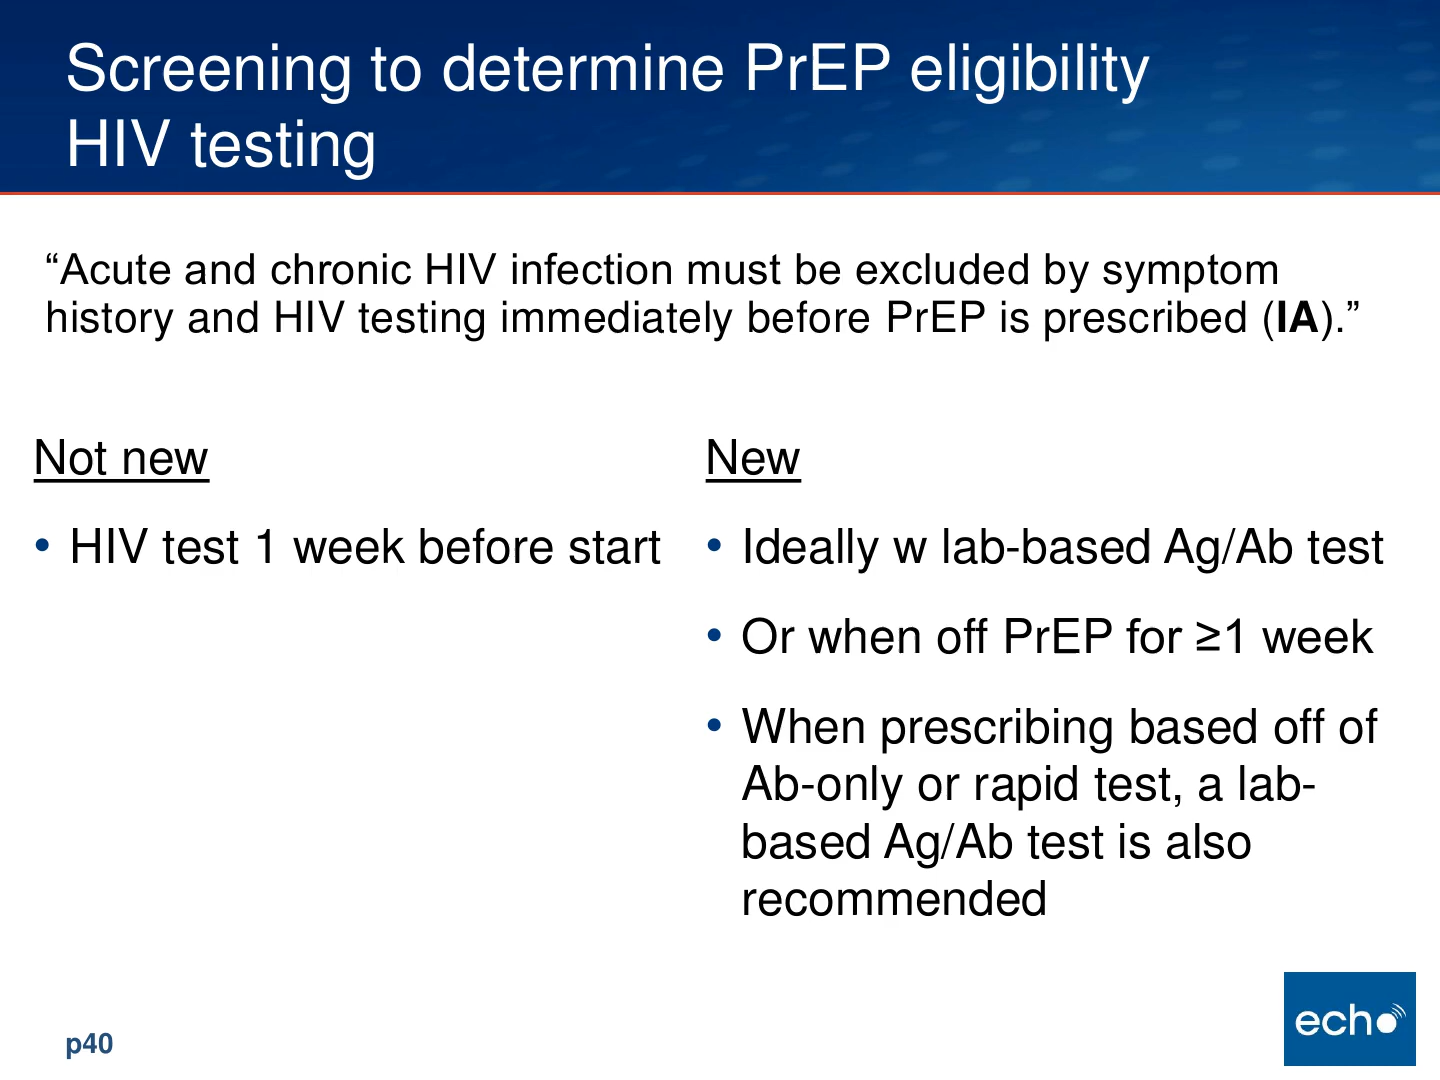 Screening to determine PrEP eligibility
HIV testing
“Acute and chronic HIV infection must be excluded by symptom
history and HIV testing immediately before PrEP is prescribed (IA).”
Not new
• HIV test 1 week before start
New
• Ideally w lab-based Ag/Ab test
• Or when off PrEP for ≥1 week
• When prescribing based off of
Ab-only or rapid test, a lab-
based Ag/Ab test is also
recommended
p40
echo